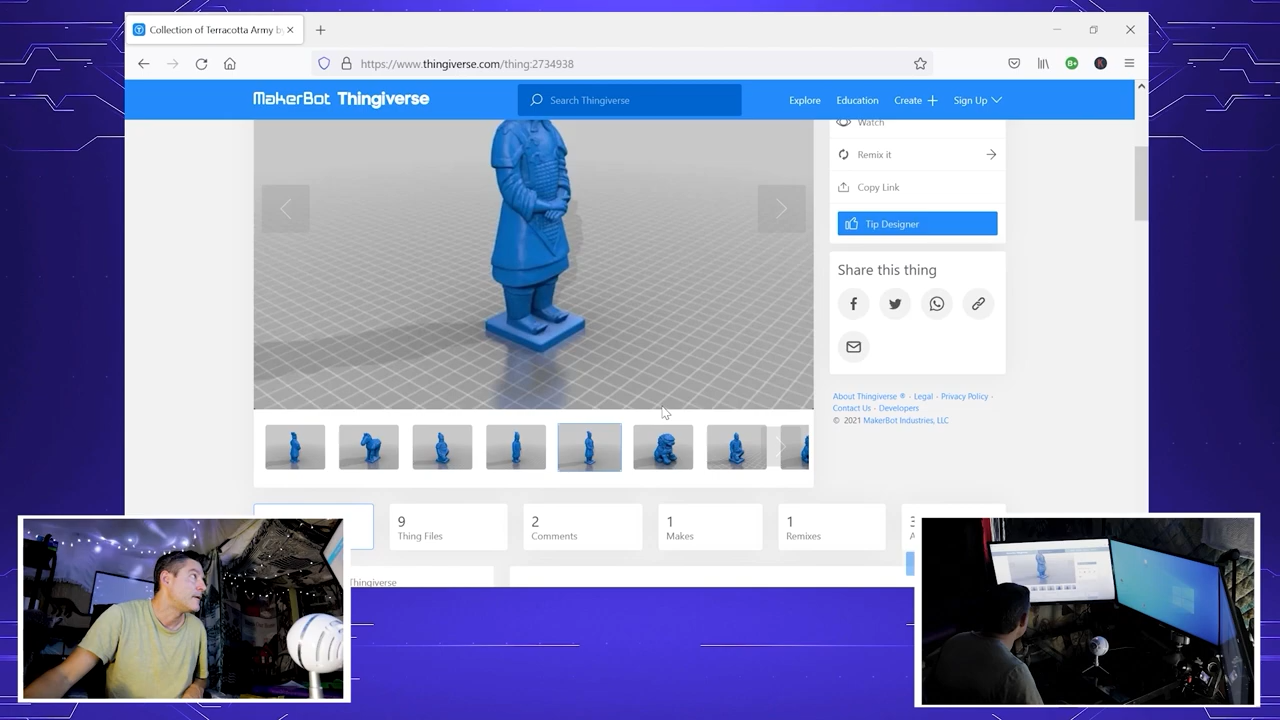 Collection of Terracotta Army b
https://www.thingiverse.com/thing:2734938
MakerBot Thingiverse
Search Thingiverse
Explore
Education
Create
Sign Up
Watch
Remix it
Copy Link
Tip Designer
Share this thing
About Thingiverse ® · Legal · Privacy Policy ·
Contact Us · Developers
© 2021 MakerBot Industries, LLC
9
Thing Files
2
Comments
1
Makes
1
Remixes
Thingiverse